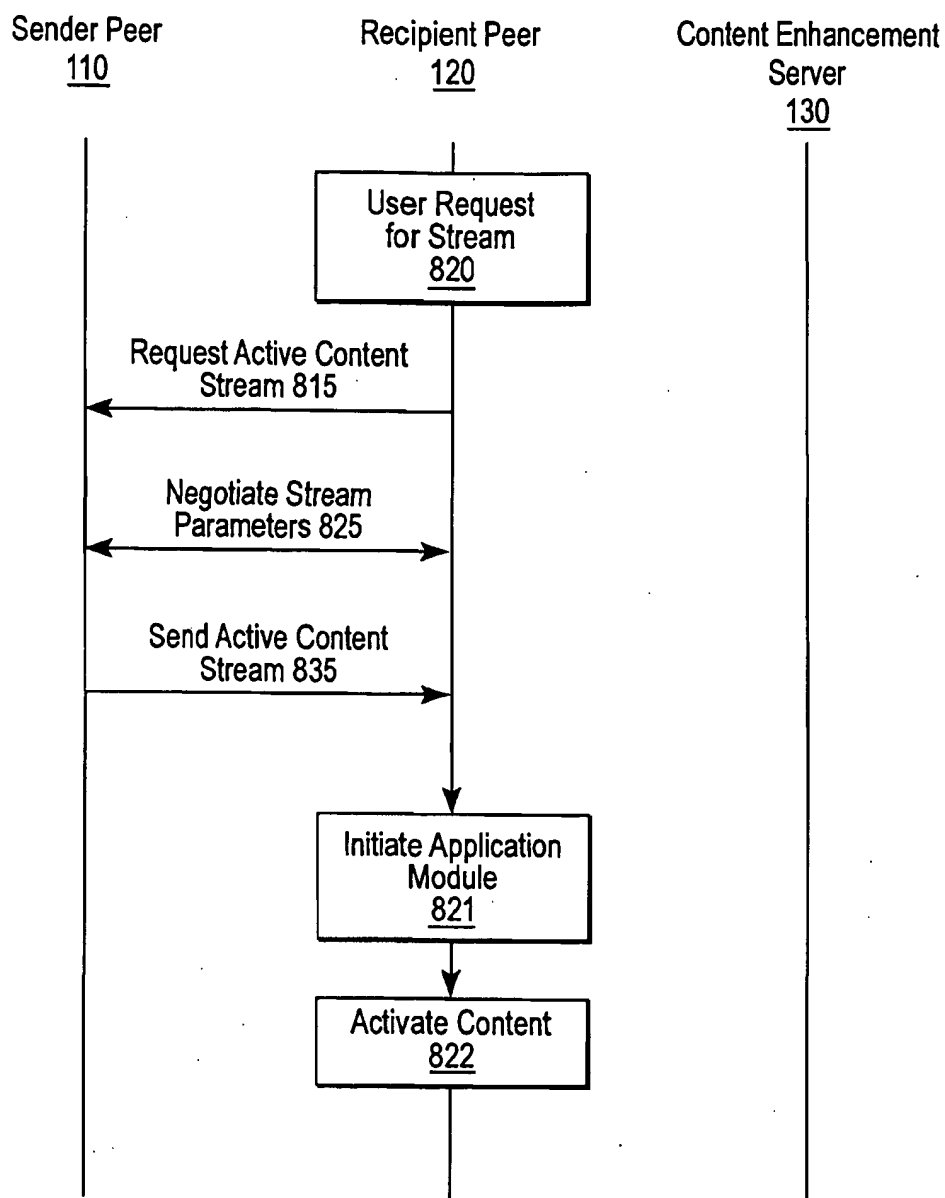 Sender Peer
110
Recipient Peer
120
Content Enhancement
Server
130
User Request
for Stream
820
Request Active Content
Stream 815
Negotiate Stream
Parameters 825
Send Active Content
Stream 835
Initiate Application
Module
821
Activate Content
822